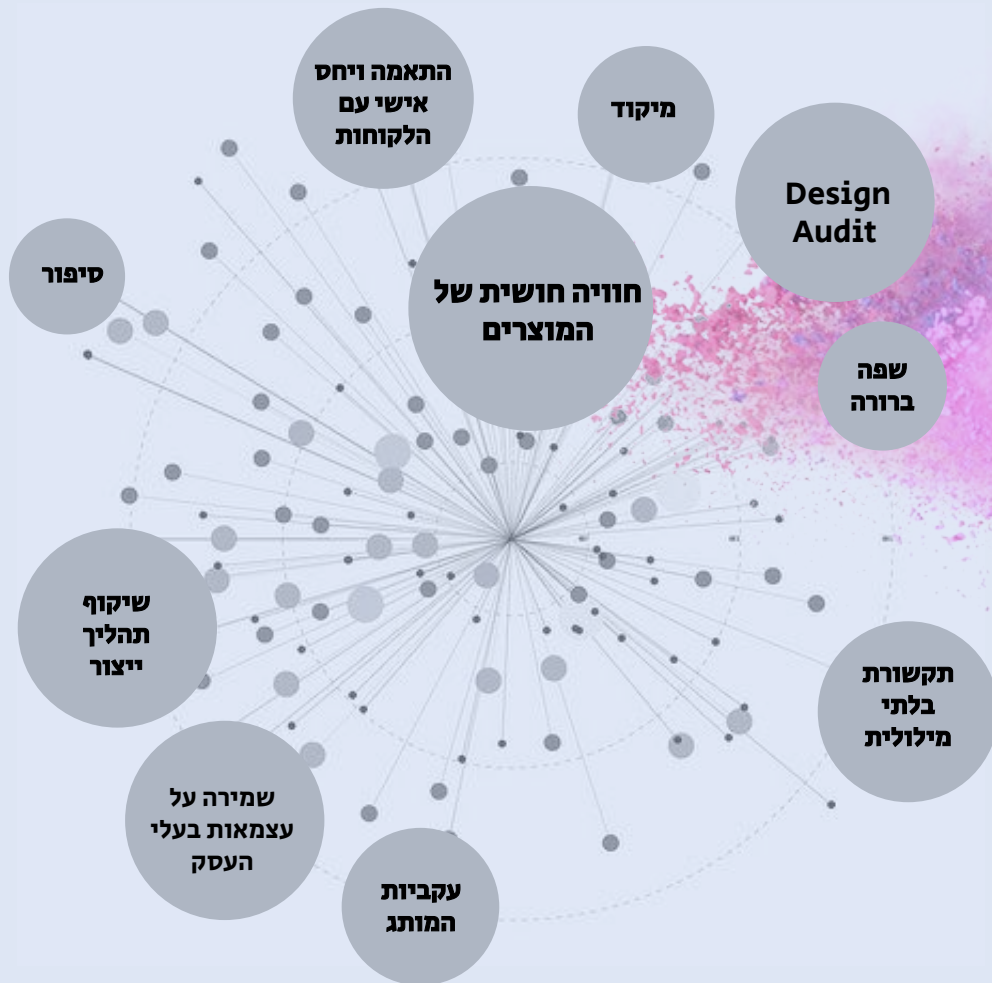 התאמה ויחס
אישי עם
הלקוחות
מיקוד
Design
Audit
סיפור
חוויה חושית של
המוצרים
שפה
ברורה
שיקוף
תהליך
ייצור
תקשורת
בלתי
מילולית
שמירה על
עצמאות בעלי
העסק
עקביות
המותג